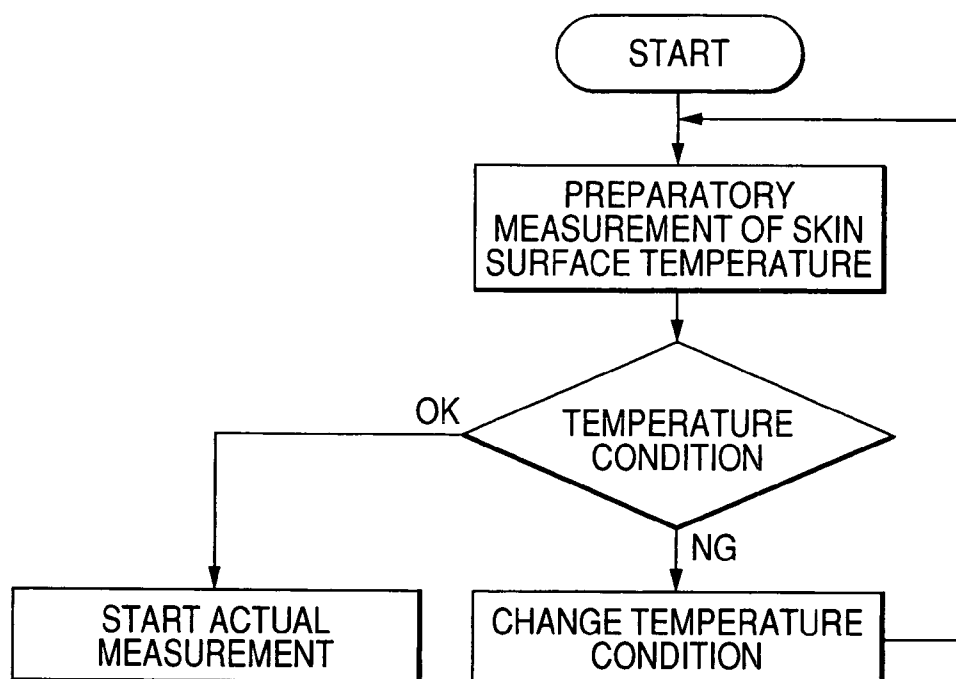 START
PREPARATORY
MEASUREMENT OF SKIN
SURFACE TEMPERATURE
OK
TEMPERATURE
CONDITION
NG
START ACTUAL
MEASUREMENT
CHANGE TEMPERATURE
CONDITION